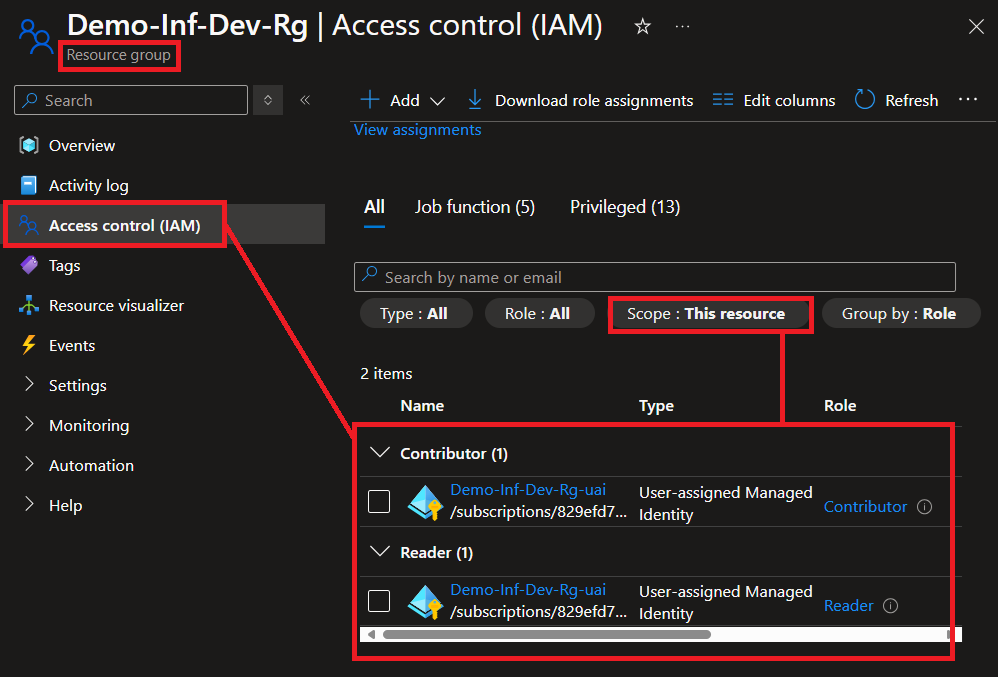 Demo-Inf-Dev-Rg | Access control (IAM)
Resource group
Search
Add
Download role assignments
Edit columns
Refresh
View assignments
Overview
Activity log
Access control (IAM)
Tags
Resource visualizer
Events
Settings
Monitoring
Automation
Help
All
Job function (5)
Privileged (13)
Search by name or email
Type : All
Role : All
Scope : This resource
Group by : Role
2 items
Name
Type
Role
Contributor (1)
Demo-Inf-Dev-Rg-uai
/subscriptions/829efd7...
User-assigned Managed
Identity
Contributor
Reader (1)
Demo-Inf-Dev-Rg-uai
/subscriptions/829efd7...
User-assigned Managed
Identity
Reader